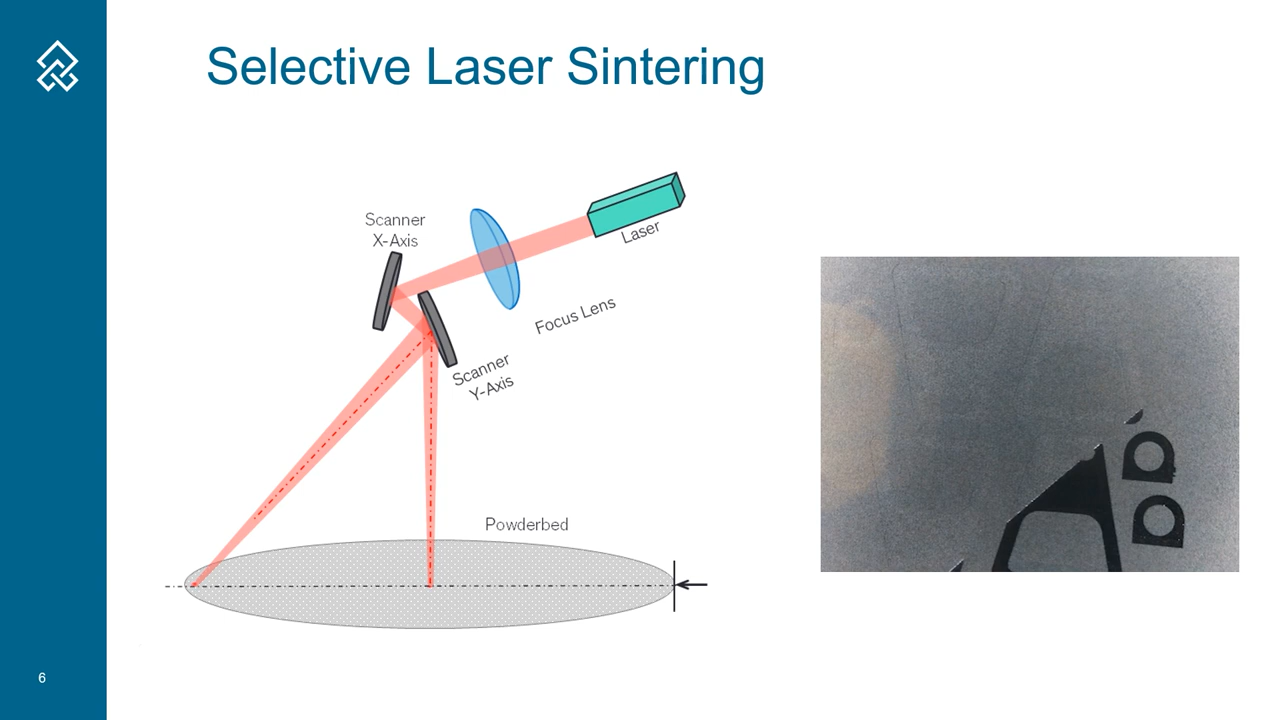 Selective Laser Sintering
Scanner
X-Axis
Laser
Focus Lens
Scanner
Y-Axis
Powderbed
6